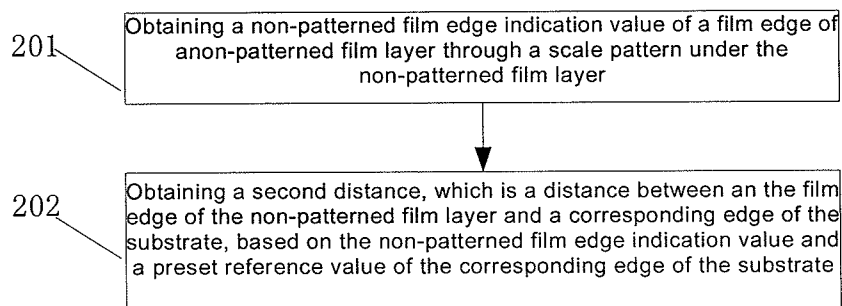 201
Obtaining a non-patterned film edge indication value of a film edge of
anon-patterned film layer through a scale pattern under the
non-patterned film layer
202
Obtaining a second distance, which is a distance between an the film
edge of the non-patterned film layer and a corresponding edge of the
substrate, based on the non-patterned film edge indication value and
a preset reference value of the corresponding edge of the substrate